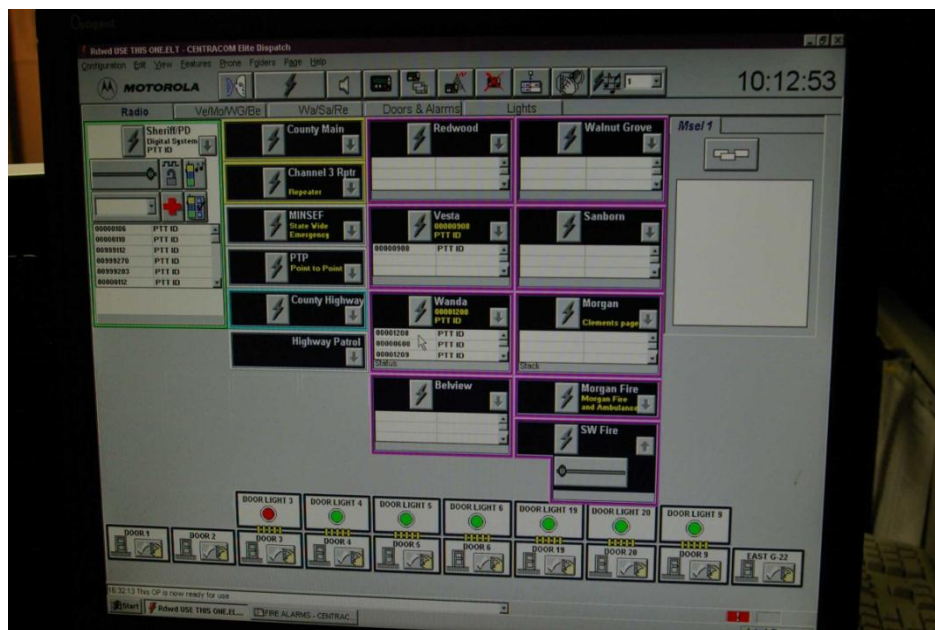 Rdwd USE THIS ONE.ELT - CENTRACOM Elite Dispatch
Configuration Edit View Features Phone Folders Page Help
MOTOROLA
1
10:12:53
Radio
Ve/Mo/WG/Be
Wa/Sa/Re
Doors & Alarms
Lights
Sheriff/PD
Digital System
PTT ID
00000106 PTT ID
00000110 PTT ID
00999112 PTT ID
00999270 PTT ID
00999203 PTT ID
00000112 PTT ID
County Main
Channel 3 Rptr
Repeater
MINSEF
State Wide
Emergency
PTP
Point to Point
County Highway
Highway Patrol
Redwood
Vesta
00000908
PTT ID
00000908 PTT ID
Wanda
00001208
PTT ID
00001208 PTT ID
00000608 PTT ID
00001209 PTT ID
Status
Belview
Walnut Grove
Sanborn
Morgan
Clements page
Stack
Morgan Fire
Morgan Fire
and Ambulance
SW Fire
Msel 1
DOOR LIGHT 3
DOOR LIGHT 4
DOOR LIGHT 5
DOOR LIGHT 6
DOOR LIGHT 19
DOOR LIGHT 20
DOOR LIGHT 9
DOOR 1
DOOR 2
DOOR 3
DOOR 4
DOOR 5
DOOR 6
DOOR 19
DOOR 20
DOOR 9
EAST G-22
16:32:13 This OP is now ready for use
Start
Rdwd USE THIS ONE.EL...
FIRE ALARMS - CENTRAC